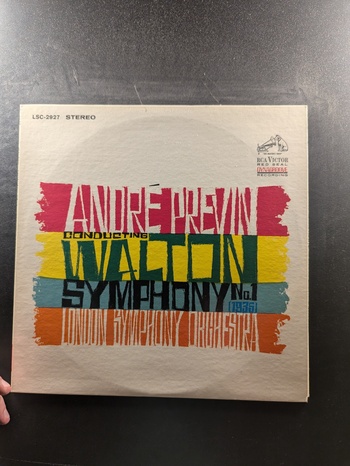 LSC-2927 STEREO
RCA VICTOR
RED SEAL
DYNAGROOVE
RECORDING
ANDRÉ PREVIN
CONDUCTING
WALTON
SYMPHONY No.1
(1935)
LONDON SYMPHONY ORCHESTRA